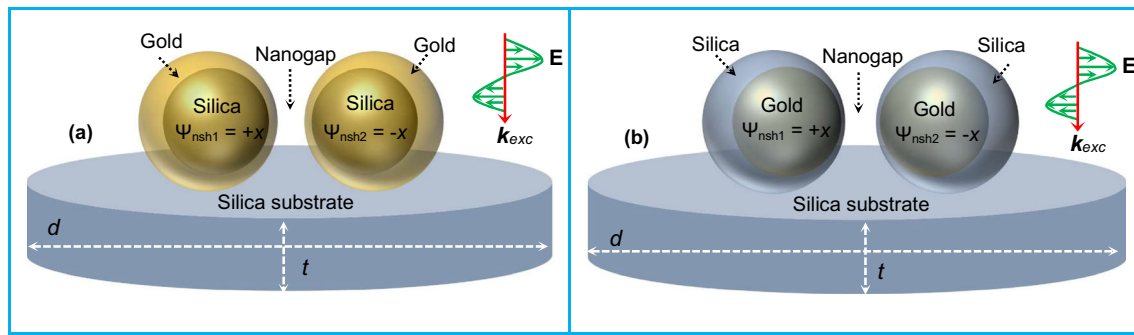 Gold
Nanogap
Gold
E
Silica
Silica
(a)
Ψnsh1 = +x
Ψnsh2 = -x
kexc
Silica substrate
d
t
Silica
Nanogap
Silica
E
Gold
Gold
(b)
Ψnsh1 = +x
Ψnsh2 = -x
kexc
Silica substrate
d
t